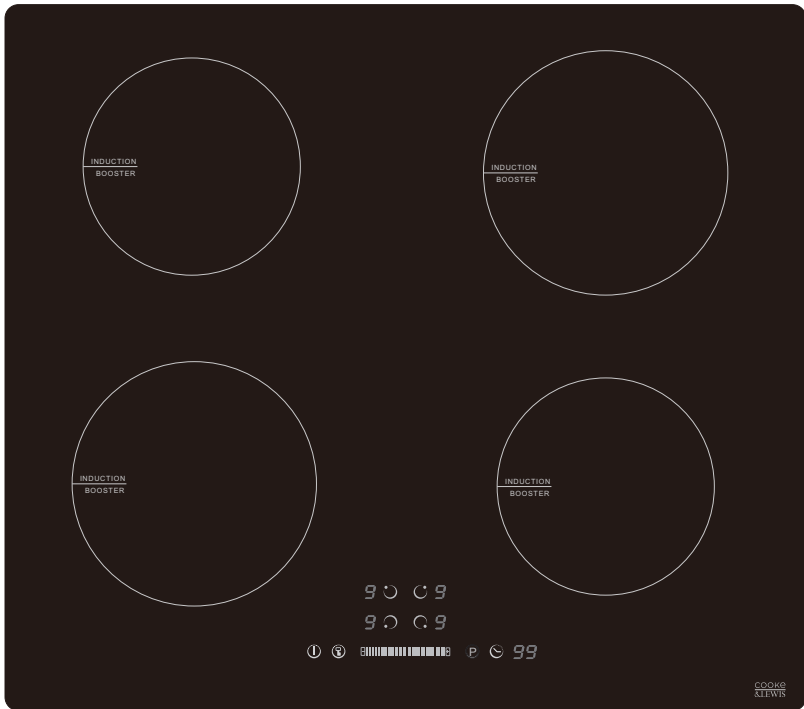 INDUCTION
BOOSTER
INDUCTION
BOOSTER
INDUCTION
BOOSTER
INDUCTION
BOOSTER
9 9
9 9
P 99
COOKE
&LEWIS